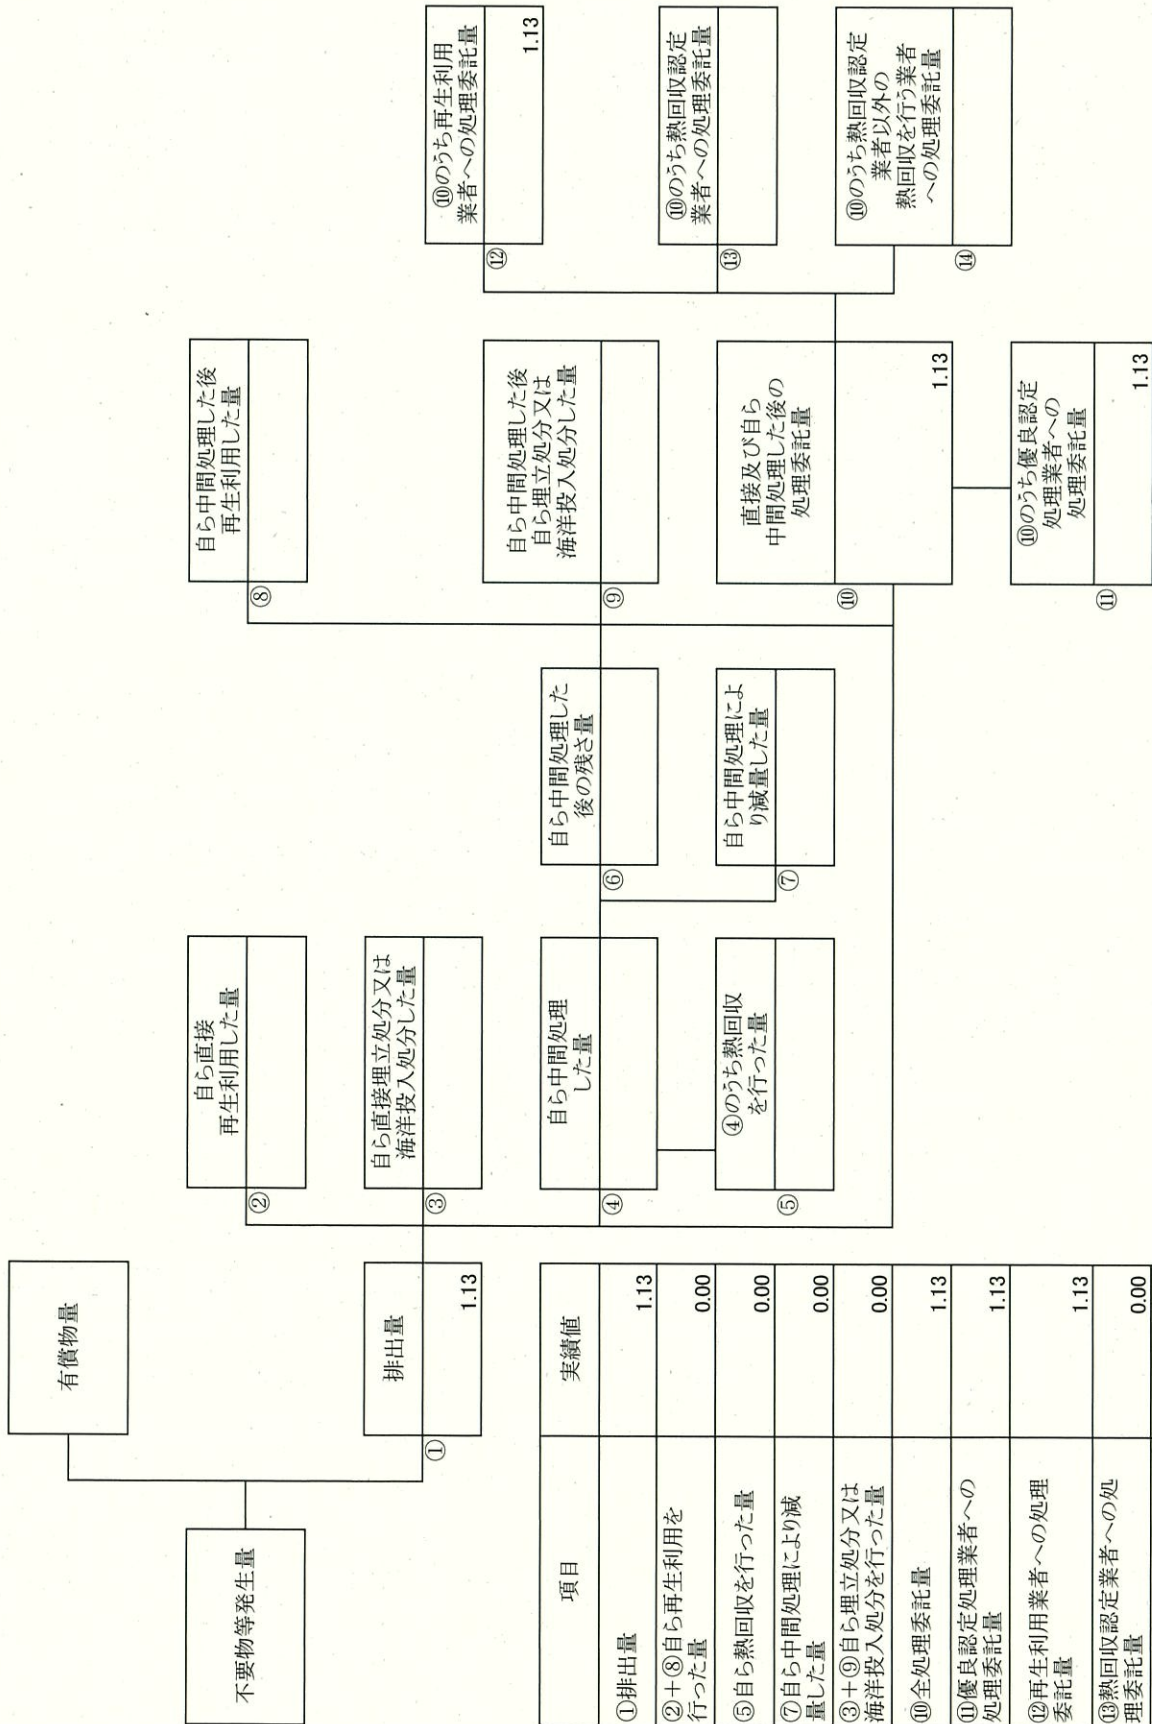 不要物等発生量
有償物量
①
排出量
1.13
②
自ら直接
再生利用した量
③
自ら直接埋立処分又は
海洋投入処分した量
④
自ら中間処理
した量
⑤
④のうち熱回収
を行った量
⑥
自ら中間処理した
後の残さ量
⑦
自ら中間処理によ
り減量した量
⑧
自ら中間処理した後
再生利用した量
⑨
自ら中間処理した後
自ら埋立処分又は
海洋投入処分した量
⑩
直接及び自ら
中間処理した後の
処理委託量
1.13
⑪
⑩のうち優良認定
処理業者への
処理委託量
1.13
⑫
⑩のうち再生利用
業者への処理委託量
1.13
⑬
⑩のうち熱回収認定
業者への処理委託量
⑭
⑩のうち熱回収認定
業者以外の
熱回収を行う業者
への処理委託量
項目 実績値
①排出量 1.13
②+⑧自ら再生利用を
行った量 0.00
⑤自ら熱回収を行った量 0.00
⑦自ら中間処理により減
量した量 0.00
③+⑨自ら埋立処分又は
海洋投入処分を行った量 0.00
⑩全処理委託量 1.13
⑪優良認定処理業者への
処理委託量 1.13
⑫再生利用業者への処理
委託量 1.13
⑬熱回収認定業者への処
理委託量 0.00